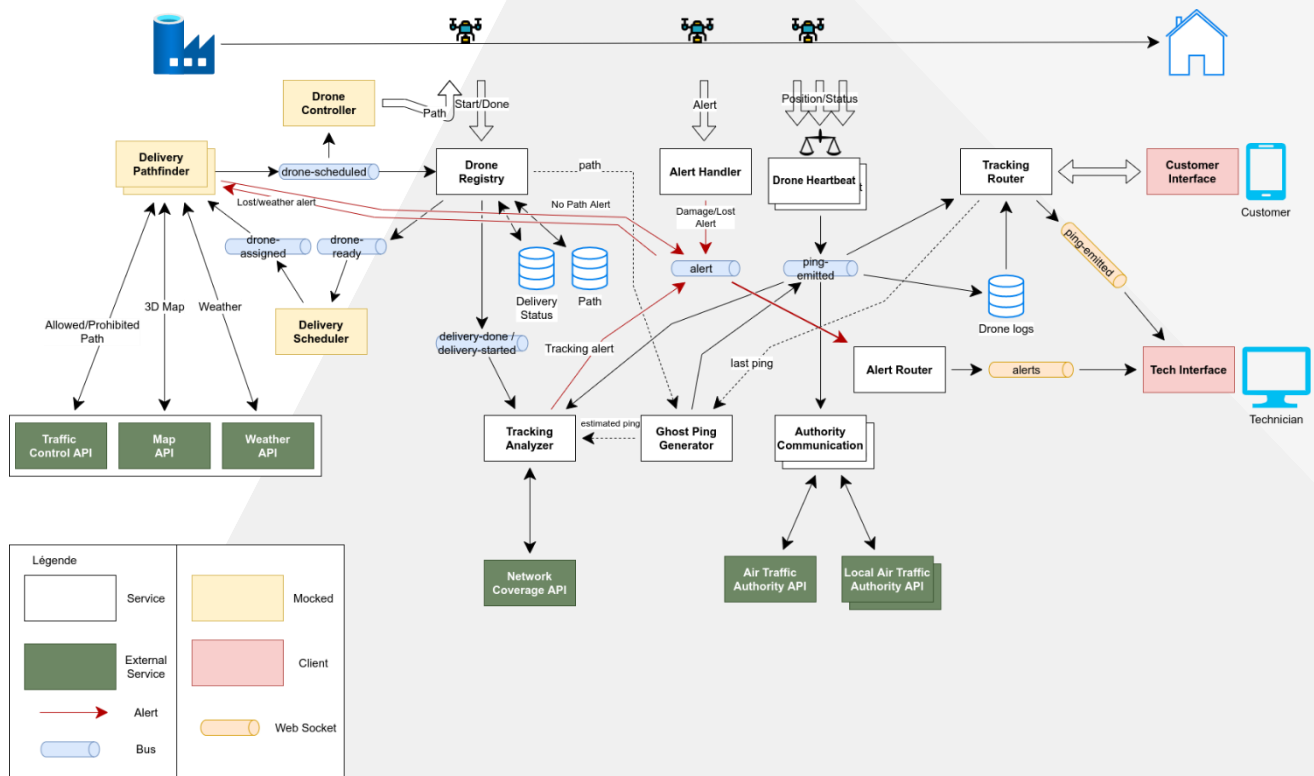 Drone
Controller
Path
Start/Done
Alert
Position/Status
Delivery
Pathfinder
drone-scheduled
Drone
Registry
path
Alert Handler
Drone Heartbeat
t
Tracking
Router
Customer
Interface
Customer
Lost/weather alert
No Path Alert
Damage/Lost
Alert
drone-
assigned
drone-
ready
alert
ping-
emitted
ping-emitted
Delivery
Status
Path
Drone logs
3D Map
Weather
Allowed/Prohibited
Path
Delivery
Scheduler
delivery-done /
delivery-started
Tracking alert
last ping
Alert Router
alerts
Tech Interface
Technician
Traffic
Control API
Map
API
Weather
API
Tracking
Analyzer
estimated ping
Ghost Ping
Generator
Authority
Communication
Network
Coverage API
Air Traffic
Authority API
Local Air Traffic
Authority API
Légende
Service
Mocked
External
Service
Client
Alert
Web Socket
Bus